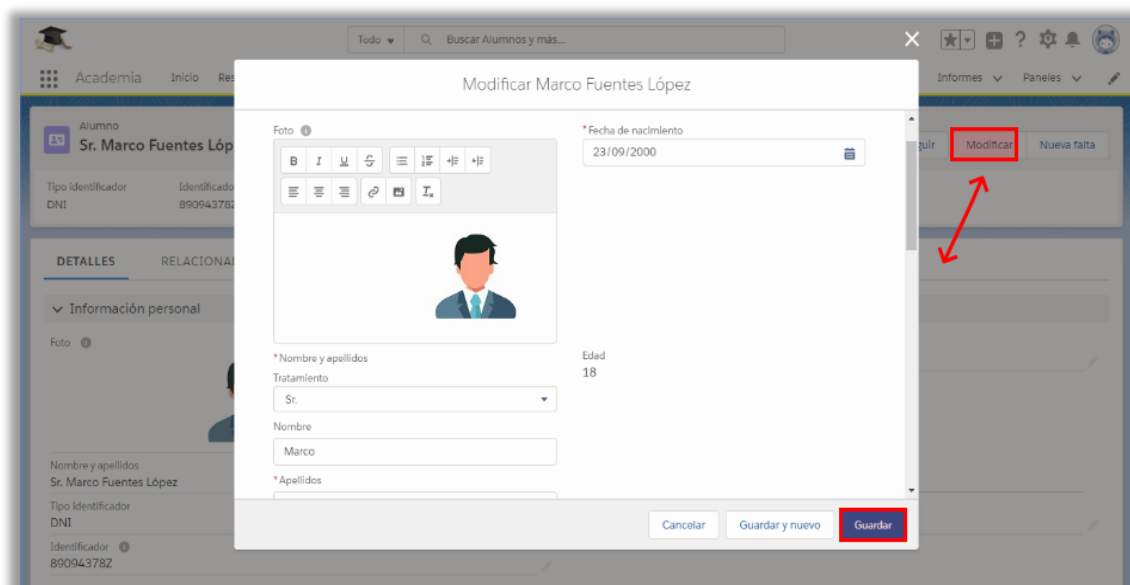 Todo Buscar Alumnos y más...
Academia Inicio Res Informes Paneles
Modificar Marco Fuentes López
Alumno
Sr. Marco Fuentes Lóp
guir Modificar Nueva falta
Tipo identificador Identificado
DNI 89094378Z
DETALLES RELACIONA
Información personal
Foto
Nombre y apellidos
Sr. Marco Fuentes López
Tipo identificador
DNI
Identificador
89094378Z
Foto
* Fecha de nacimiento
23/09/2000
B I U S
* Nombre y apellidos
Edad
18
Tratamiento
Sr.
Nombre
Marco
* Apellidos
Cancelar Guardar y nuevo Guardar